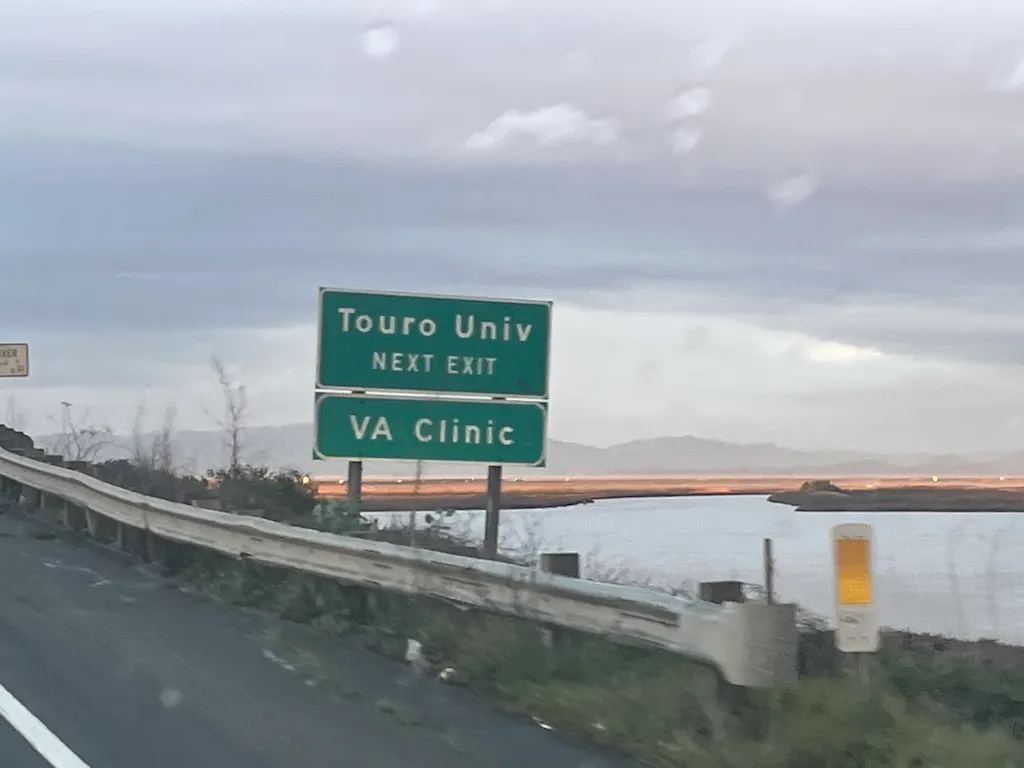 Touro Univ
NEXT EXIT
VA Clinic